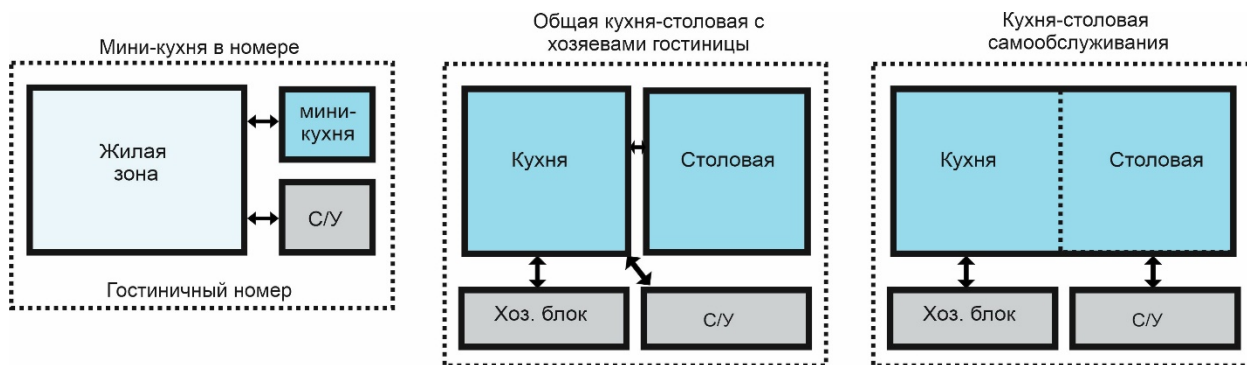 Мини-кухня в номере
Жилая
зона
мини-
кухня
С/У
Гостиничный номер
Общая кухня-столовая с
хозяевами гостиницы
Кухня
Столовая
Хоз. блок
С/У
Кухня-столовая
самообслуживания
Кухня
Столовая
Хоз. блок
С/У